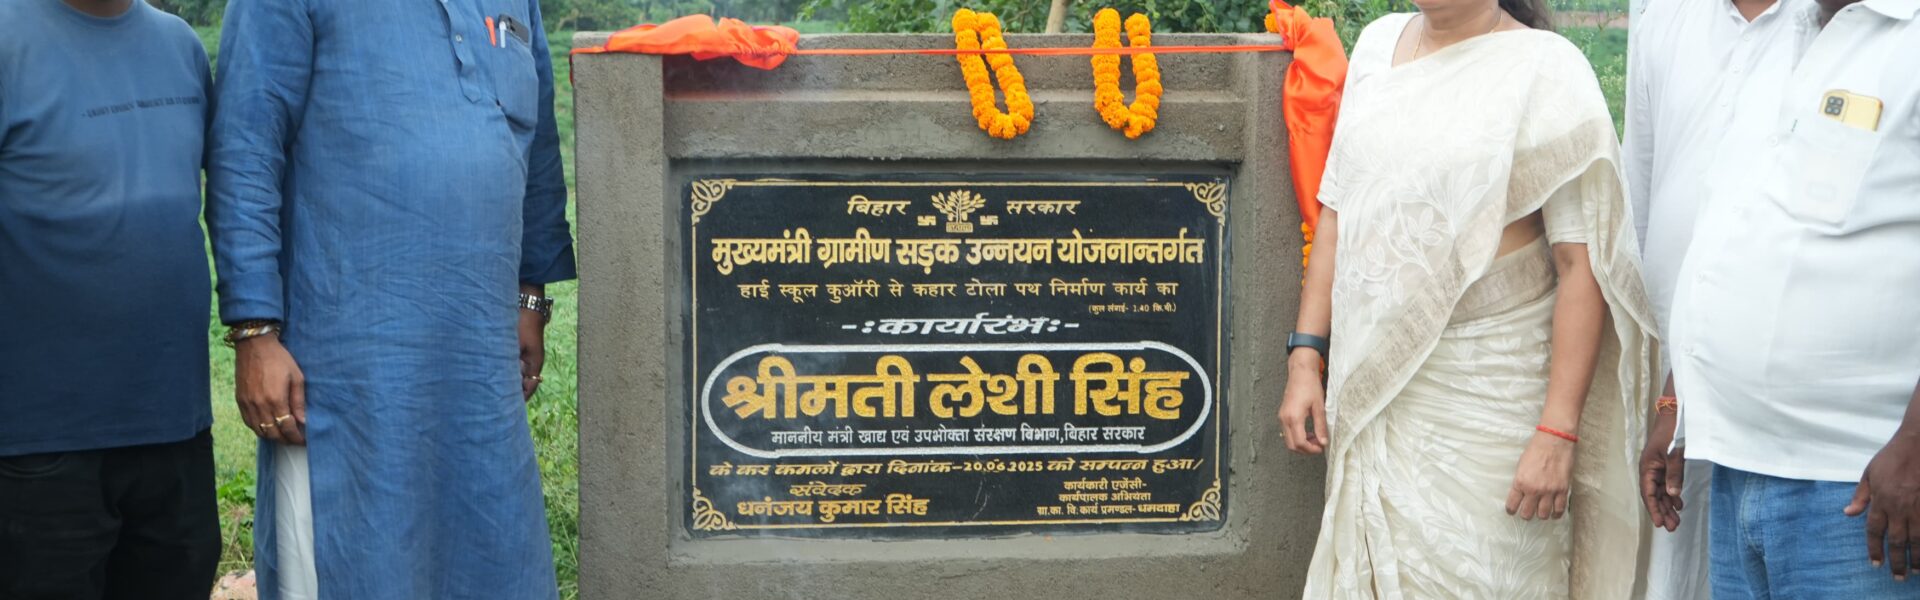 बिहार सरकार
मुख्यमंत्री ग्रामीण सड़क उन्नयन योजनान्तर्गत
हाई स्कूल कुऑरी से कहार टोला पथ निर्माण कार्य का
(कुल लंबाई- 1.40 कि.मी.)
-:कार्यारंभ:-
श्रीमती लेशी सिंह
माननीय मंत्री खाद्य एवं उपभोक्ता संरक्षण विभाग,बिहार सरकार
के कर कमलों द्वारा दिनांक-20.06.2025 को सम्पन्न हुआ/
संवेदक
धनंजय कुमार सिंह
कार्यकारी एजेंसी-
कार्यपालक अभियंता
ग्रा.का. वि. कार्य प्रमण्डल- धमदाहा